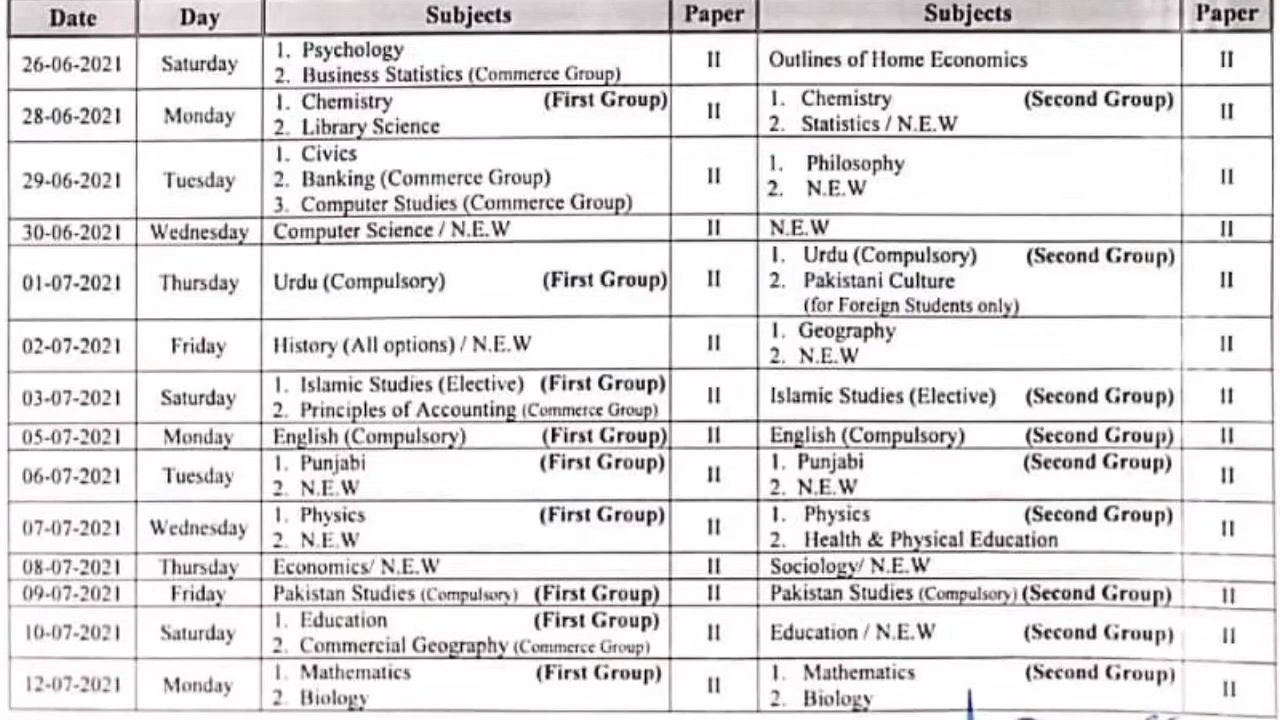 Date Day Subjects Paper Subjects Paper
26-06-2021 Saturday 1. Psychology II Outlines of Home Economics II
2. Business Statistics (Commerce Group)
28-06-2021 Monday 1. Chemistry (First Group) II 1. Chemistry (Second Group) II
2. Library Science 2. Statistics / N.E.W
29-06-2021 Tuesday 1. Civics II 1. Philosophy II
2. Banking (Commerce Group) 2. N.E.W
3. Computer Studies (Commerce Group)
30-06-2021 Wednesday Computer Science / N.E.W II N.E.W II
01-07-2021 Thursday Urdu (Compulsory) (First Group) II 1. Urdu (Compulsory) (Second Group) II
2. Pakistani Culture
(for Foreign Students only)
02-07-2021 Friday History (All options) / N.E.W II 1. Geography II
2. N.E.W
03-07-2021 Saturday 1. Islamic Studies (Elective) (First Group) II Islamic Studies (Elective) (Second Group) II
2. Principles of Accounting (Commerce Group)
05-07-2021 Monday English (Compulsory) (First Group) II English (Compulsory) (Second Group) II
06-07-2021 Tuesday 1. Punjabi (First Group) II 1. Punjabi (Second Group) II
2. N.E.W 2. N.E.W
07-07-2021 Wednesday 1. Physics (First Group) II 1. Physics (Second Group) II
2. N.E.W 2. Health & Physical Education
08-07-2021 Thursday Economics/ N.E.W II Sociology/ N.E.W
09-07-2021 Friday Pakistan Studies (Compulsory) (First Group) II Pakistan Studies (Compulsory) (Second Group) II
10-07-2021 Saturday 1. Education (First Group) II Education / N.E.W (Second Group) II
2. Commercial Geography (Commerce Group)
12-07-2021 Monday 1. Mathematics (First Group) II 1. Mathematics (Second Group) II
2. Biology 2. Biology